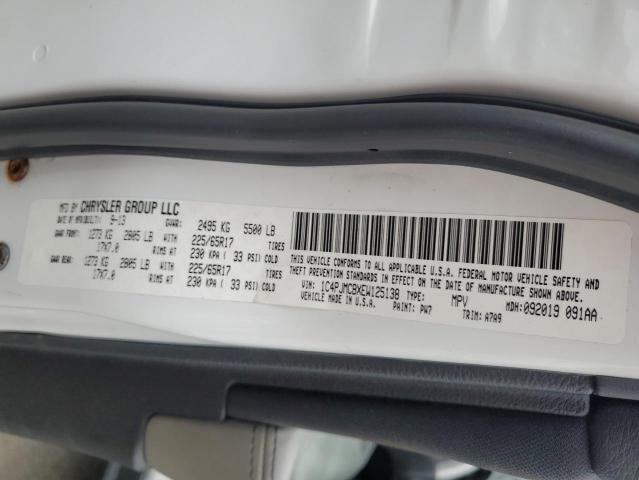 MFD BY CHRYSLER GROUP LLC
DATE OF MFR/BUILT: 9-13 GVWR: 2495 KG 5500 LB
GAWR FRONT: 1273 KG 2805 LB WITH 225/65R17 TIRES
17X7.0 RIMS AT 230 KPA ( 33 PSI) COLD
GAWR REAR: 1273 KG 2805 LB WITH 225/65R17 TIRES
17X7.0 RIMS AT 230 KPA ( 33 PSI) COLD
THIS VEHICLE CONFORMS TO ALL APPLICABLE U.S.A. FEDERAL MOTOR VEHICLE SAFETY AND
THEFT PREVENTION STANDARDS IN EFFECT ON THE DATE OF MANUFACTURE SHOWN ABOVE.
VIN: 1C4PJMCBXEW125138 TYPE: MPV MDH: 092019 091AA
VEHICLE MADE IN U.S.A. PAINT: PW7 TRIM: A7A9